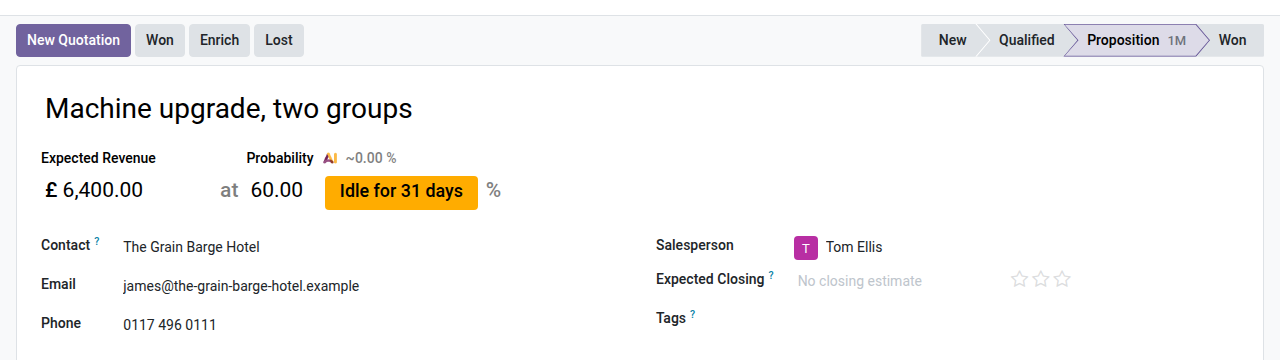 New Quotation Won Enrich Lost New Qualified Proposition 1M Won
Machine upgrade, two groups
Expected Revenue Probability AI ~0.00 %
£ 6,400.00 at 60.00 Idle for 31 days %
Contact ? The Grain Barge Hotel Salesperson T Tom Ellis
Email james@the-grain-barge-hotel.example Expected Closing ? No closing estimate
Phone 0117 496 0111 Tags ?